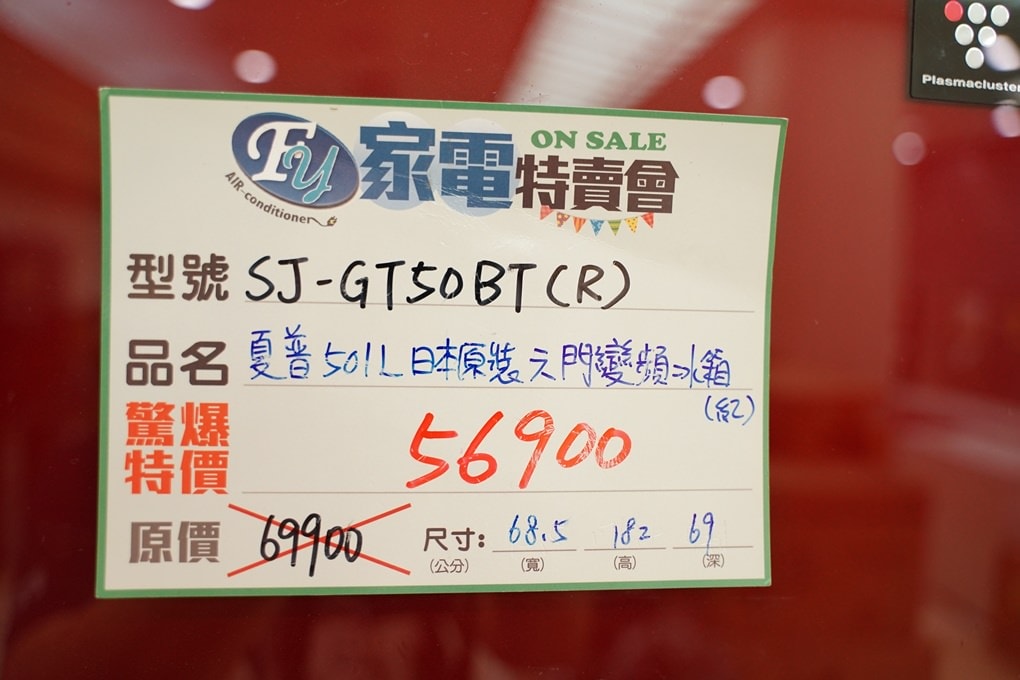 Plasmacluster
Fy 家電 ON SALE
AIR-conditioner 特賣會
型號 SJ-GT50BT(R)
品名 夏普501L日本原裝六門變頻冰箱
(紅)
驚爆
特價 56900
原價 69900 尺寸: 68.5 182 69
(公分) (寬) (高) (深)